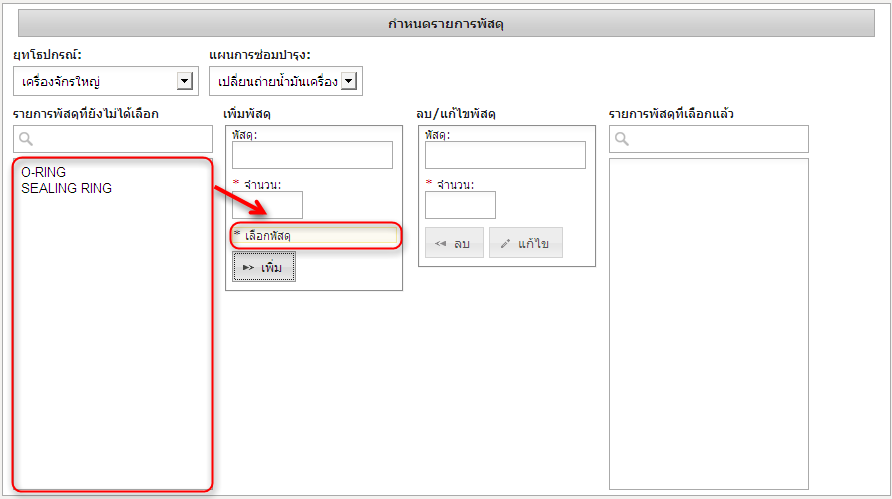 กำหนดรายการพัสดุ
ยุทโธปกรณ์: แผนการซ่อมบำรุง:
เครื่องจักรใหญ่ เปลี่ยนถ่ายน้ำมันเครื่อง
รายการพัสดุที่ยังไม่ได้เลือก เพิ่มพัสดุ ลบ/แก้ไขพัสดุ รายการพัสดุที่เลือกแล้ว
พัสดุ: พัสดุ:
O-RING
SEALING RING
* จำนวน: * จำนวน:
* เลือกพัสดุ
เพิ่ม ลบ แก้ไข